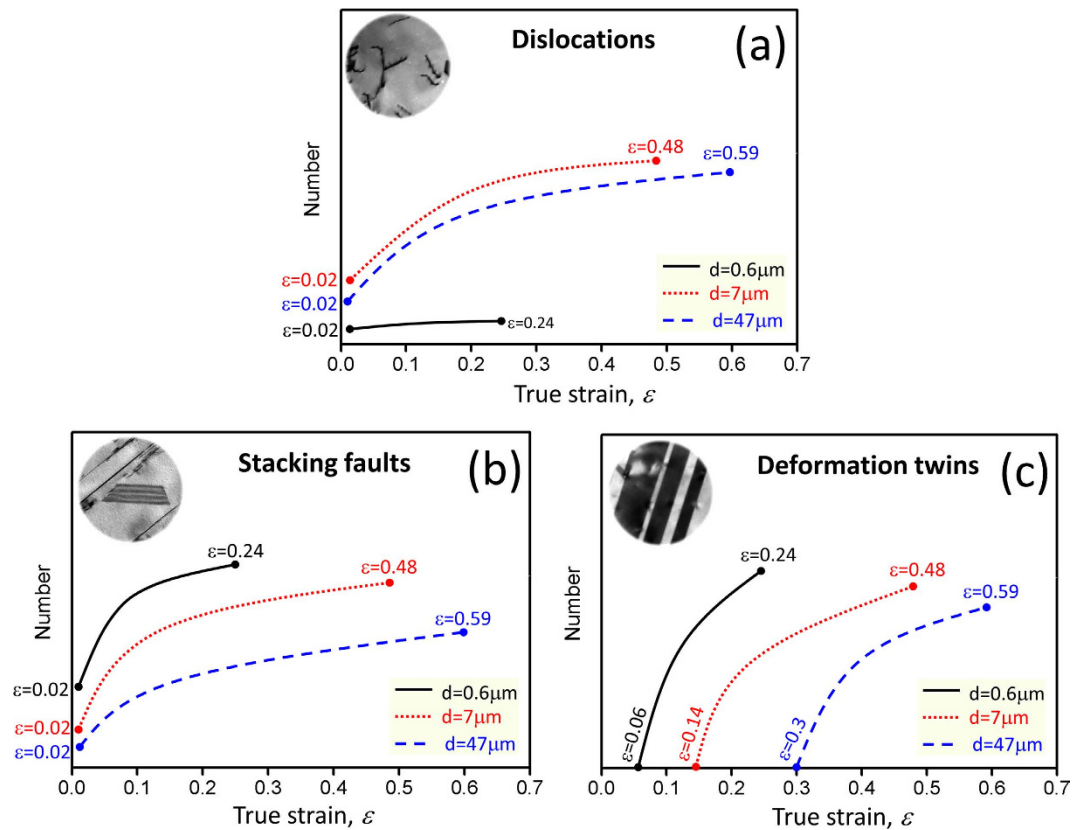 Dislocations
(a)
Number
ε=0.48
ε=0.59
ε=0.02
ε=0.02
ε=0.02
ε=0.24
d=0.6μm
d=7μm
d=47μm
0.0 0.1 0.2 0.3 0.4 0.5 0.6 0.7
True strain, ε
Stacking faults
(b)
Number
ε=0.24
ε=0.48
ε=0.59
ε=0.02
ε=0.02
ε=0.02
d=0.6μm
d=7μm
d=47μm
0.0 0.1 0.2 0.3 0.4 0.5 0.6 0.7
True strain, ε
Deformation twins
(c)
Number
ε=0.24
ε=0.48
ε=0.59
ε=0.06
ε=0.14
ε=0.3
d=0.6μm
d=7μm
d=47μm
0.0 0.1 0.2 0.3 0.4 0.5 0.6 0.7
True strain, ε